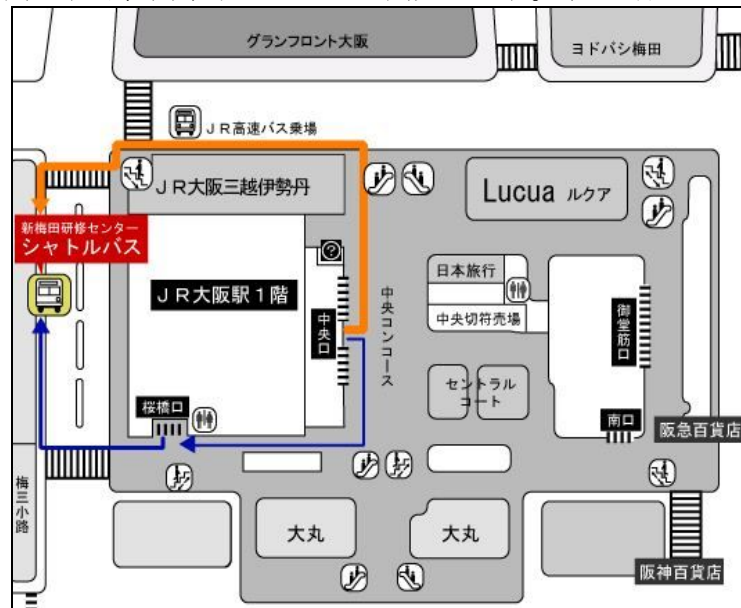 グランフロント大阪
ヨドバシ梅田
JR高速バス乗場
JR大阪三越伊勢丹
Lucua ルクア
新梅田研修センター
シャトルバス
?
日本旅行
JR大阪駅1階
中央口
中央コンコース
中央切符売場
御堂筋口
セントラル
コート
桜橋口
南口
阪急百貨店
梅三小路
大丸
大丸
阪神百貨店